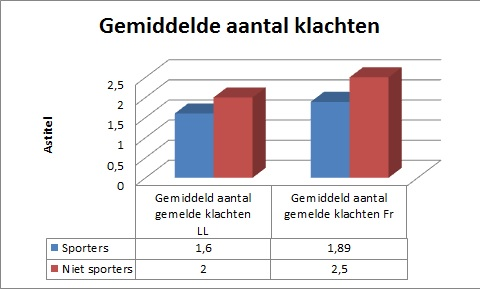 Gemiddelde aantal klachten
Astitel
2,5
2
1,5
1
0,5
0
Gemiddeld aantal
gemelde klachten
LL
Gemiddeld aantal
gemelde klachten Fr
Sporters 1,6 1,89
Niet sporters 2 2,5